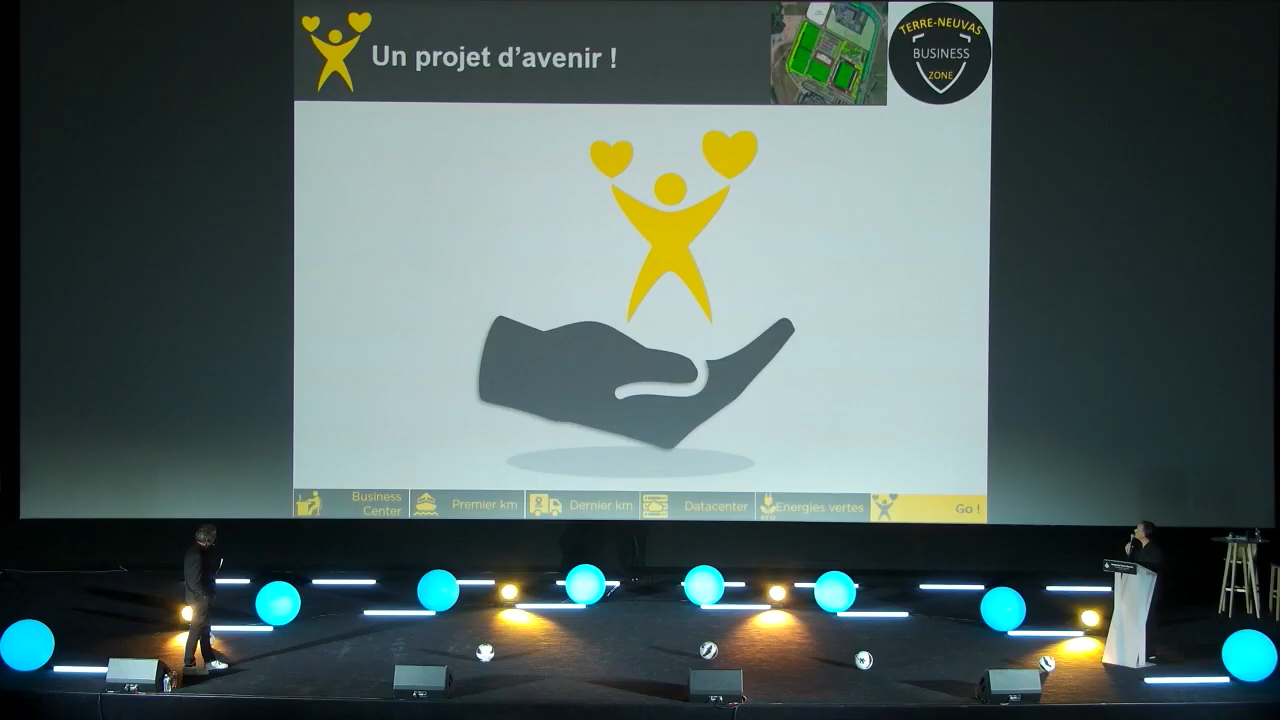 Un projet d’avenir !
TERRE-NEUVAS
BUSINESS
ZONE
Business
Center
Premier km
Dernier km
Datacenter
Energies vertes
Go !